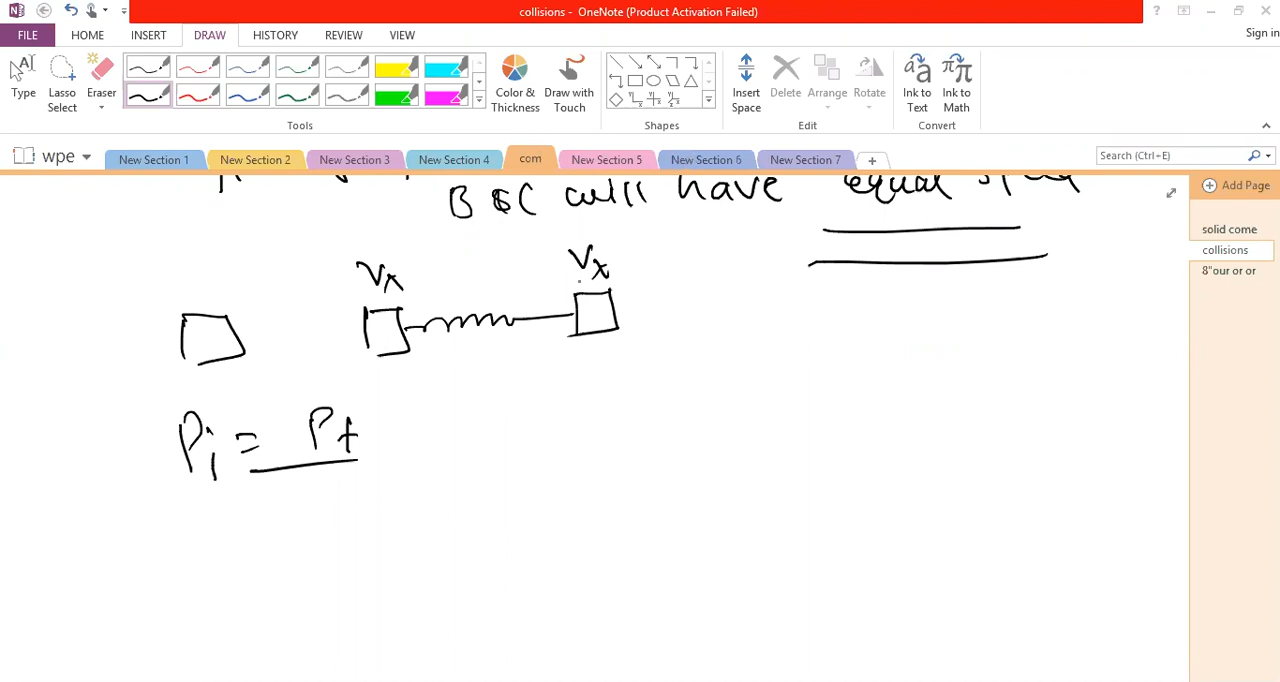 collisions - OneNote (Product Activation Failed)
Sign in
FILE HOME INSERT DRAW HISTORY REVIEW VIEW
Type Lasso Select Eraser Color & Thickness Draw with Touch Insert Space Delete Arrange Rotate Ink to Text Ink to Math
Tools Shapes Edit Convert
wpe New Section 1 New Section 2 New Section 3 New Section 4 com New Section 5 New Section 6 New Section 7 Search (Ctrl+E)
Add Page
solid come
collisions
8"our or or
B & C will have equal
Vx Vx
Pi = Pf